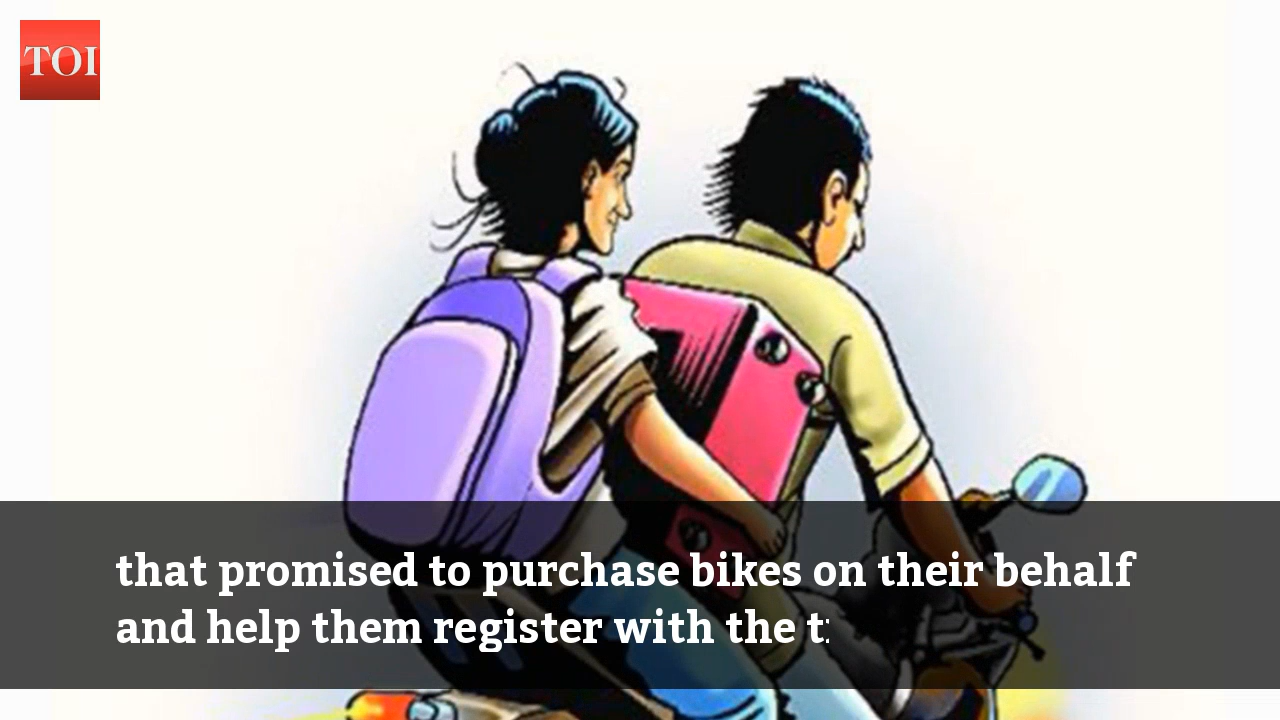 TOI
that promised to purchase bikes on their behalf
and help them register with the